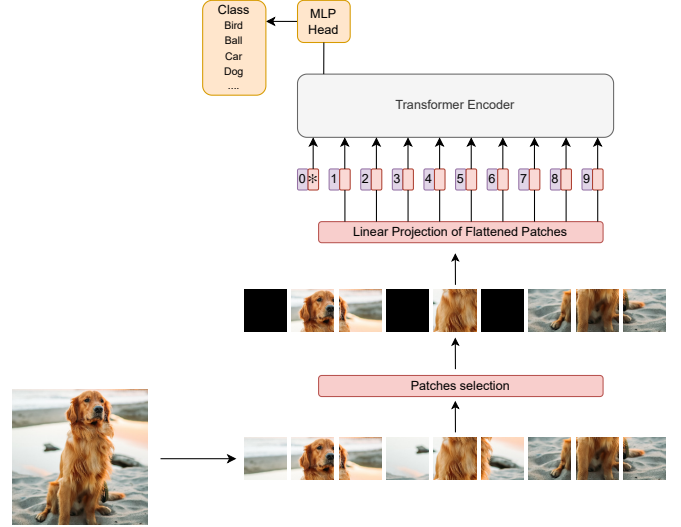 Class
Bird
Ball
Car
Dog
....
MLP
Head
Transformer Encoder
0 * 1 2 3 4 5 6 7 8 9
Linear Projection of Flattened Patches
Patches selection